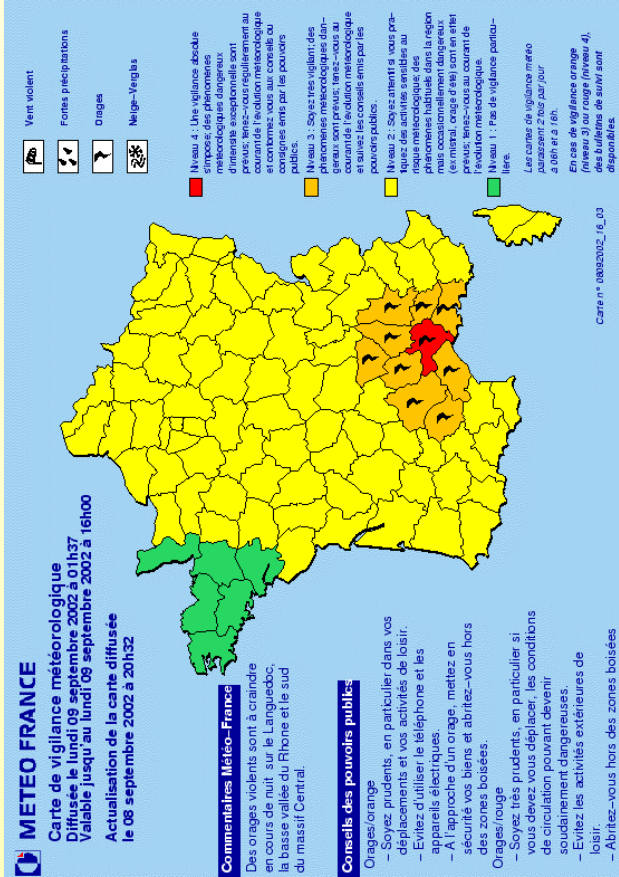 METEO FRANCE
Carte de vigilance météorologique
Diffusée le lundi 09 septembre 2002 à 01h37
Valable jusqu'au lundi 09 septembre 2002 à 16h00
Actualisation de la carte diffusée
le 08 septembre 2002 à 20h32
Commentaires Météo-France
Des orages violents sont à craindre
en cours de nuit sur le Languedoc,
la basse vallée du Rhone et le sud
du massif Central.
Conseils des pouvoirs publics
Orages/orange
- Soyez prudents, en particulier dans vos
déplacements et vos activités de loisir.
- Evitez d'utiliser le téléphone et les
appareils électriques.
- A l'approche d'un orage, mettez en
sécurité vos biens et abritez-vous hors
des zones boisées.
Orages/rouge
- Soyez très prudents, en particulier si
vous devez vous déplacer, les conditions
de circulation pouvant devenir
soudainement dangereuses.
- Evitez les activités extérieures de
loisir.
- Abritez-vous hors des zones boisées
Vent violent
Fortes précipitations
Orages
Neige-Verglas
Niveau 4 : Une vigilance absolue
s'impose; des phénomènes
météorologiques dangereux
d'intensité exceptionnelle sont
prévus; tenez-vous régulièrement au
courant de l'évolution météorologique
et conformez vous aux conseils ou
consignes émis par les pouvoirs
publics.
Niveau 3 : Soyez très vigilant; des
phénomènes météorologiques dan-
gereux sont prévus; tenez-vous au
courant de l'évolution météorologique
et suivez les conseils émis par les
pouvoirs publics.
Niveau 2 : Soyez attentif si vous pra-
tiquez des activités sensibles au
risque météorologique; des
phénomènes habituels dans la région
mais occasionnellement dangereux
(ex mistral, orage d'été) sont en effet
prévus; tenez-vous au courant de
l'évolution météorologique.
Niveau 1 : Pas de vigilance particu-
lière.
Les cartes de vigilance météo
paraissent 2 fois par jour
à 06h et à 16h.
En cas de vigilance orange
(niveau 3) ou rouge (niveau 4),
des bulletins de suivi sont
disponibles.
Carte n° 08092002_16_03